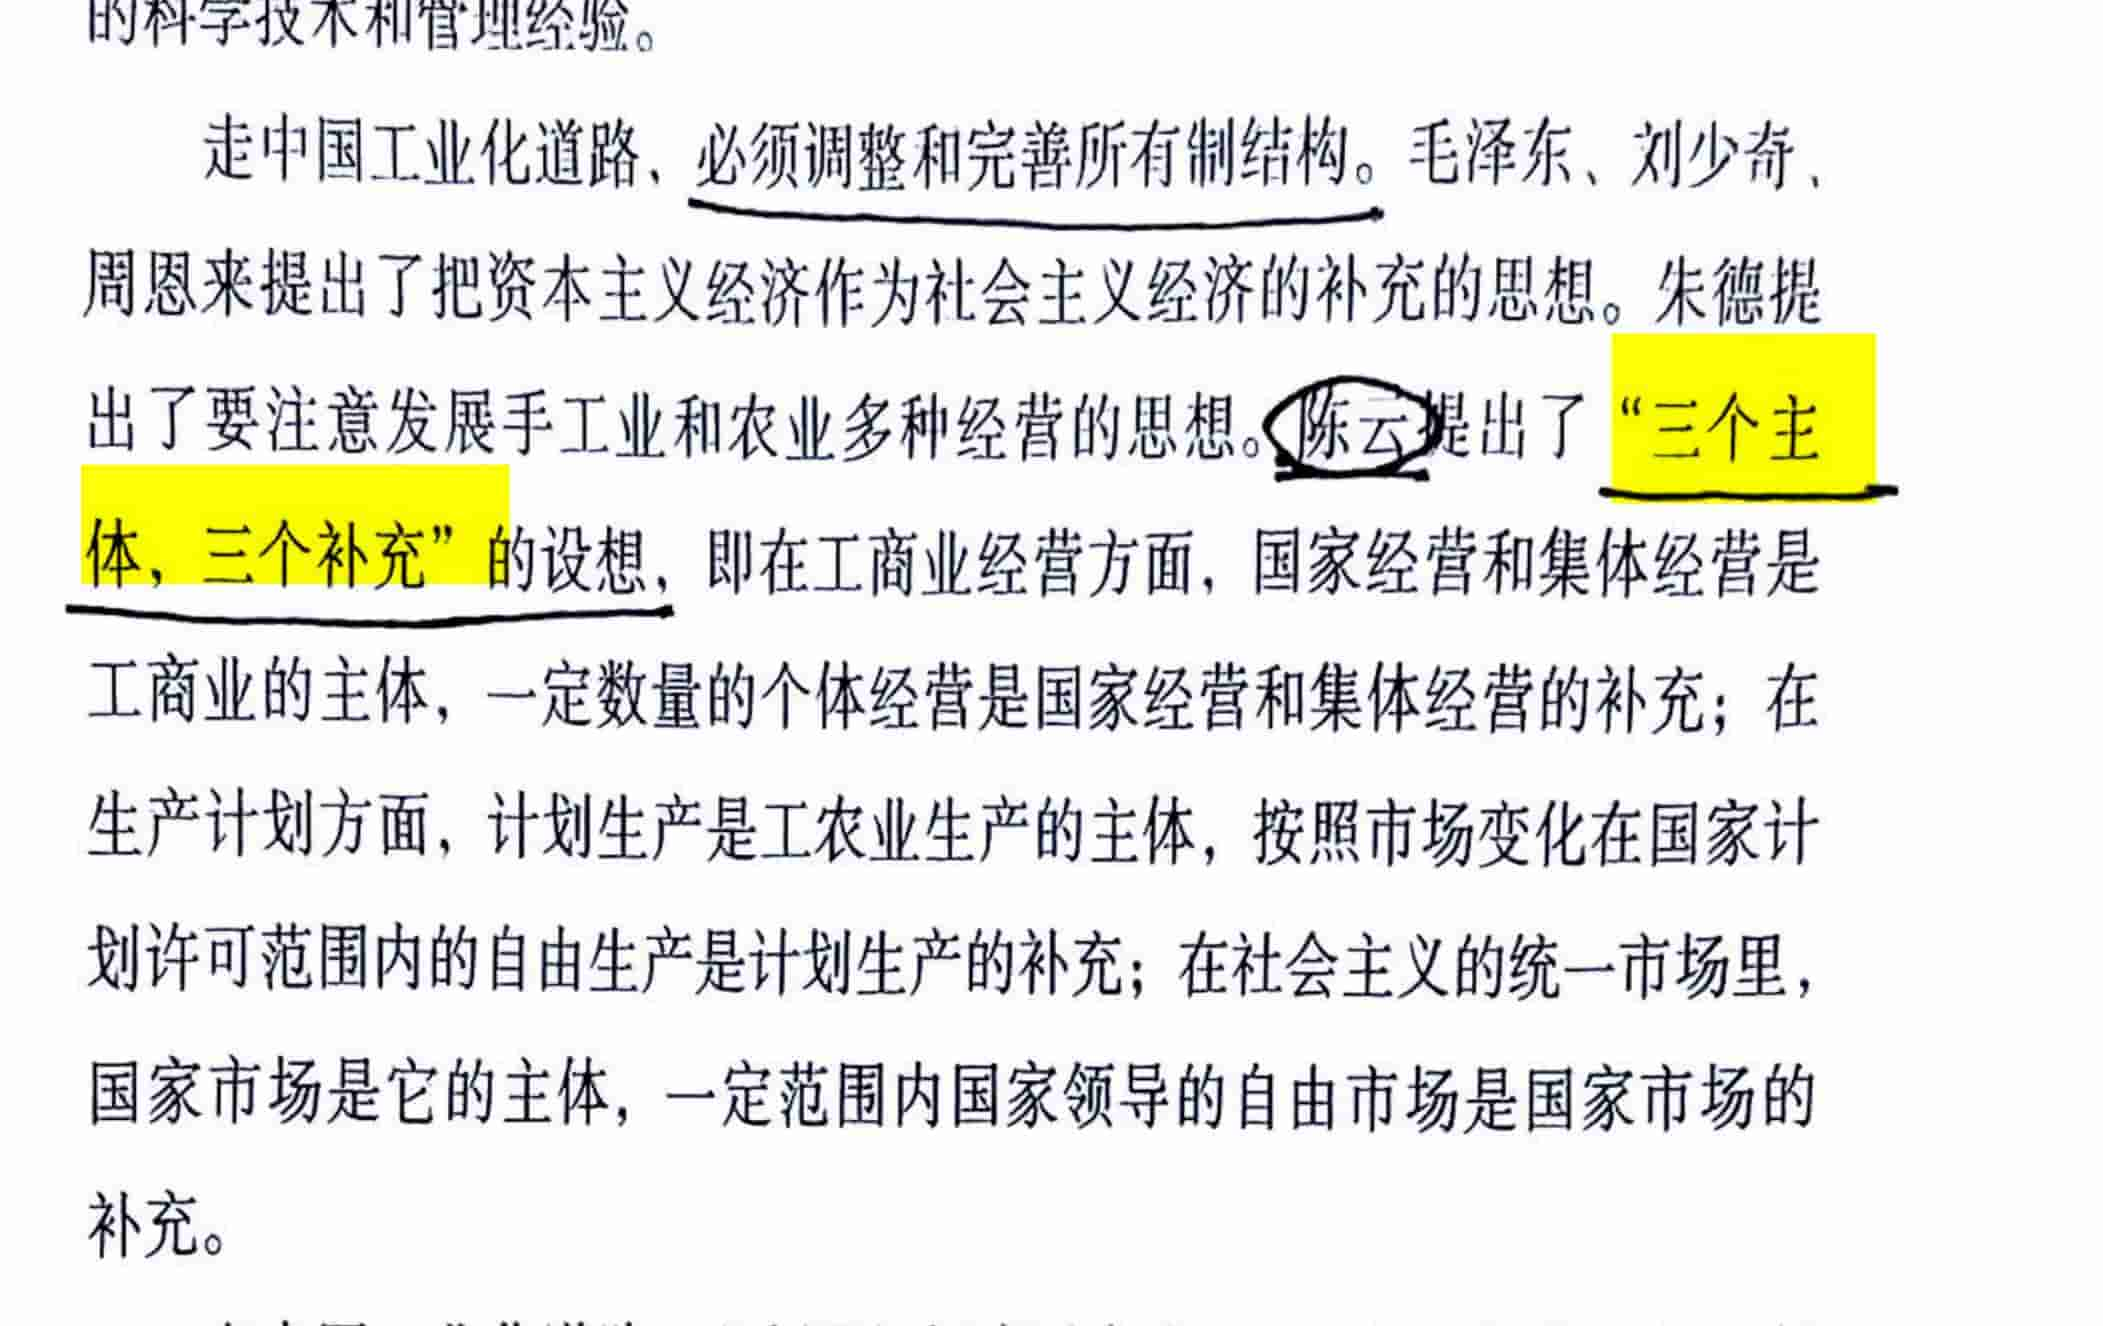 的科学技术和管理经验。
走中国工业化道路，必须调整和完善所有制结构。毛泽东、刘少奇、
周恩来提出了把资本主义经济作为社会主义经济的补充的思想。朱德提
出了要注意发展手工业和农业多种经营的思想。陈云提出了“三个主
体，三个补充”的设想，即在工商业经营方面，国家经营和集体经营是
工商业的主体，一定数量的个体经营是国家经营和集体经营的补充；在
生产计划方面，计划生产是工农业生产的主体，按照市场变化在国家计
划许可范围内的自由生产是计划生产的补充；在社会主义的统一市场里，
国家市场是它的主体，一定范围内国家领导的自由市场是国家市场的
补充。